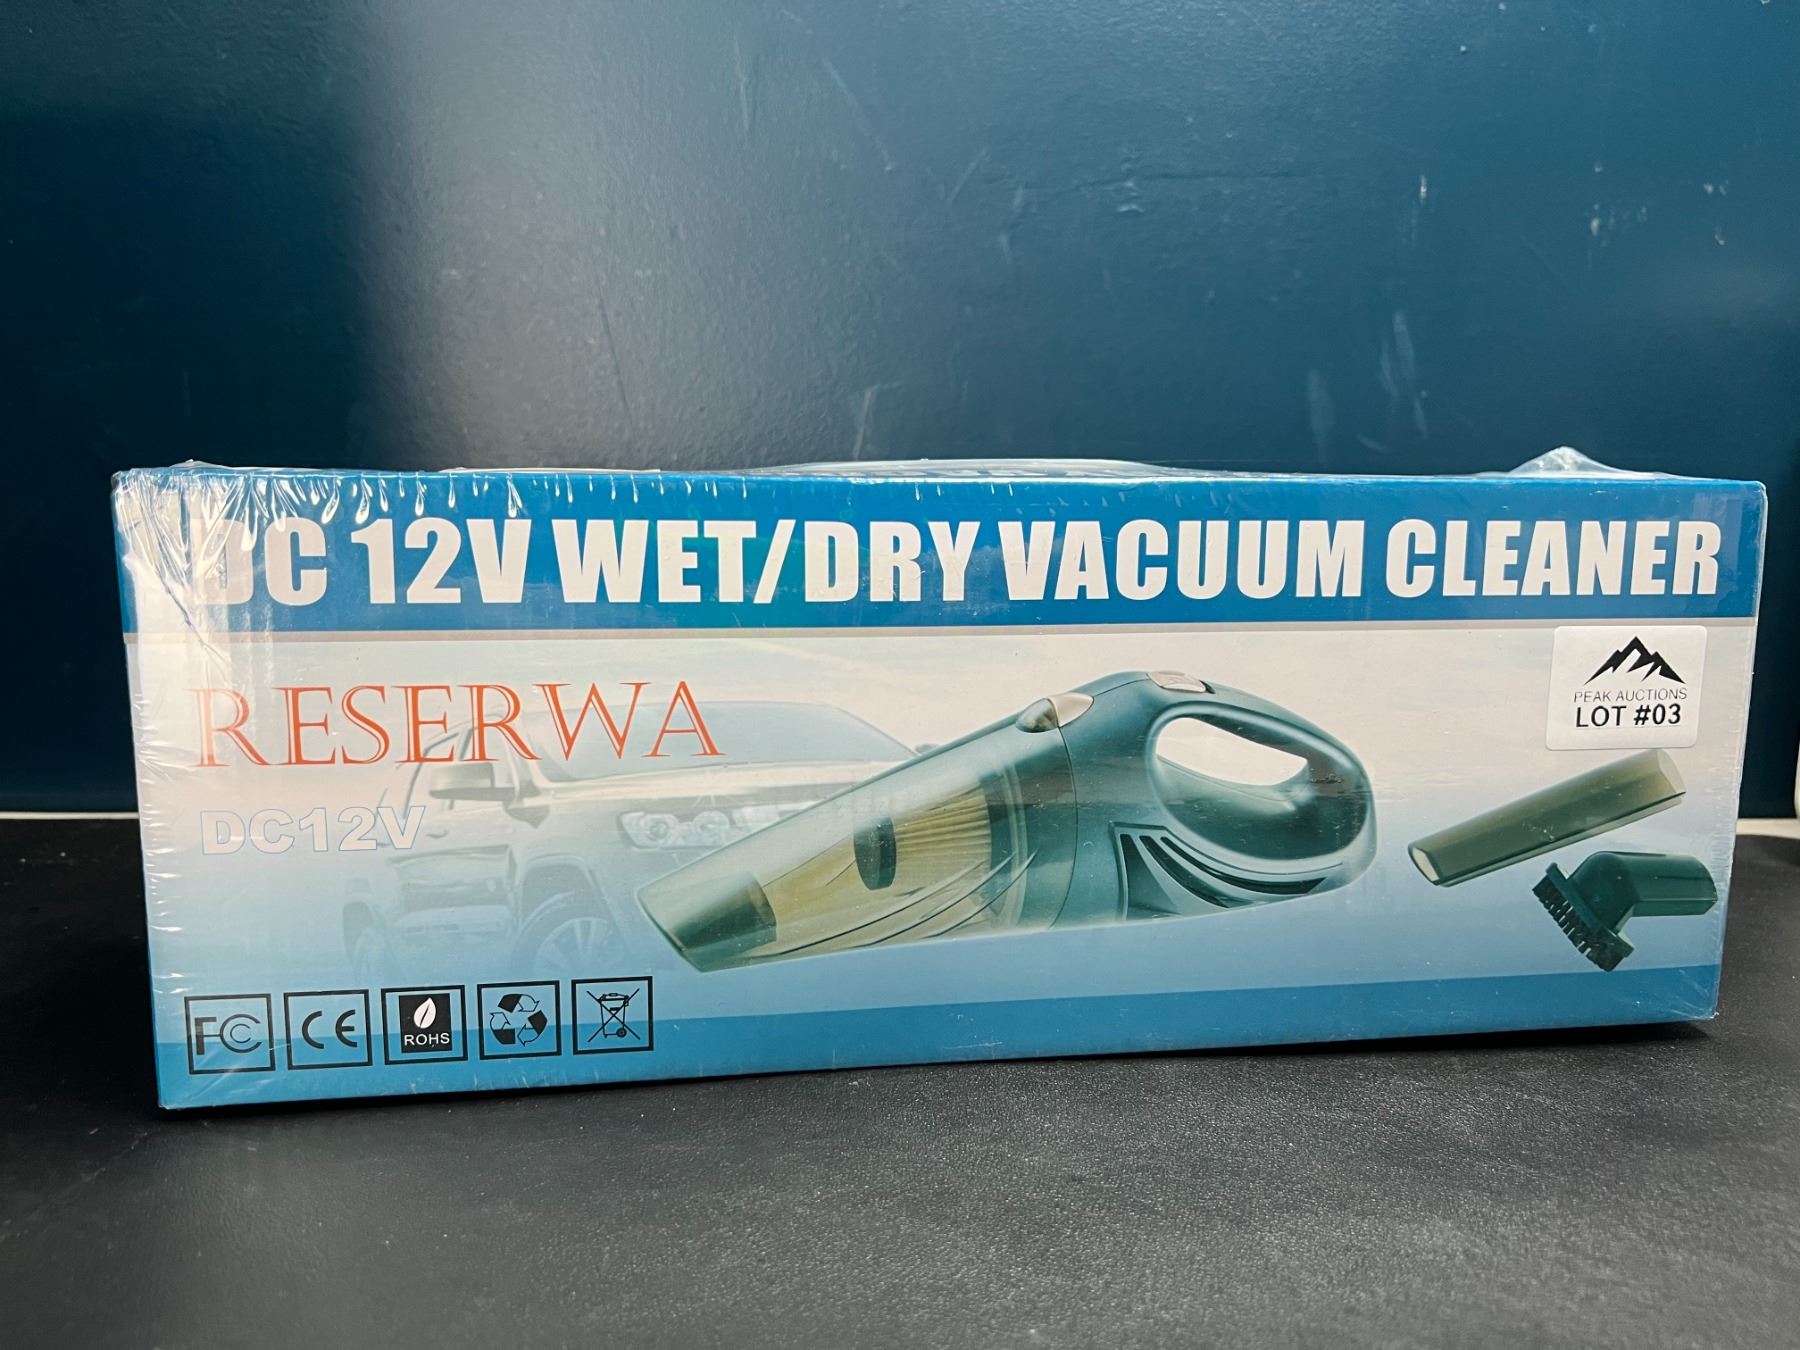 DC 12V WET/DRY VACUUM CLEANER
RESERWA
DC12V
PEAK AUCTIONS
LOT #03
FC
CE
ROHS